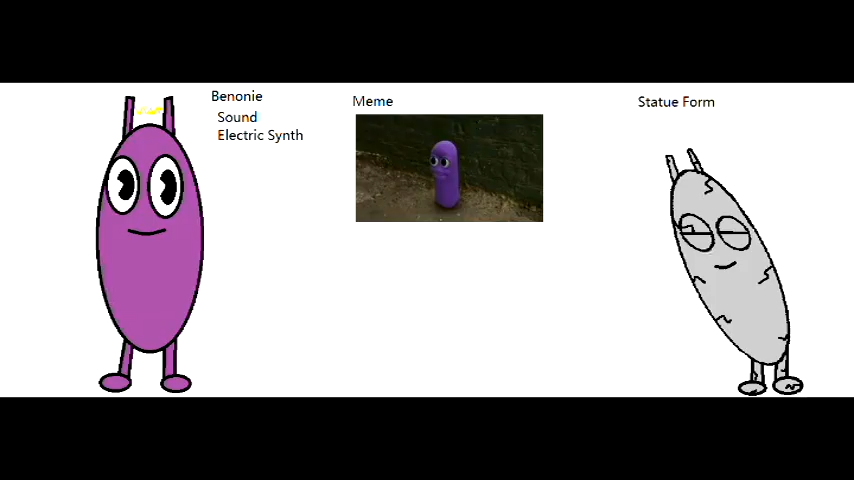 Benonie
Sound
Electric Synth
Meme
Statue Form